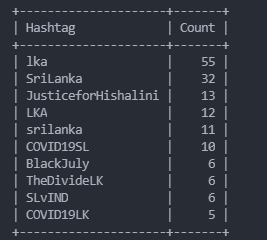 +--------------------+-------+
| Hashtag            | Count |
+--------------------+-------+
| lka                |    55 |
| SriLanka           |    32 |
| JusticeforHishalini |    13 |
| LKA                |    12 |
| srilanka           |    11 |
| COVID19SL          |    10 |
| BlackJuly          |     6 |
| TheDivideLK        |     6 |
| SLvIND             |     6 |
| COVID19LK          |     5 |
+--------------------+-------+